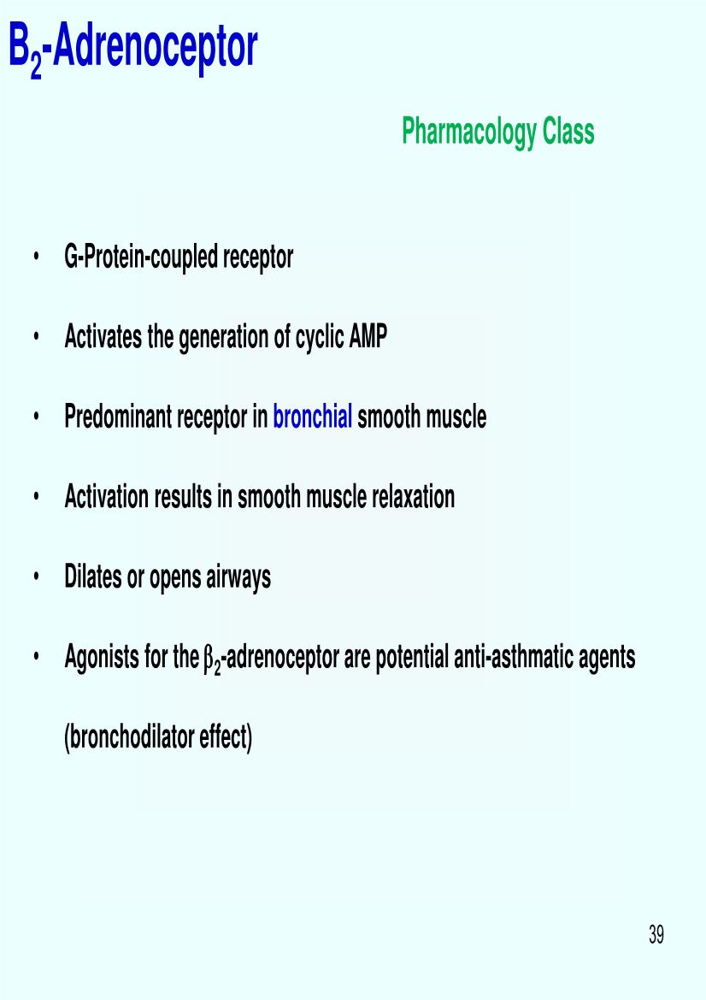 B₂-Adrenoceptor
Pharmacology Class
• G-Protein-coupled receptor
• Activates the generation of cyclic AMP
• Predominant receptor in bronchial smooth muscle
• Activation results in smooth muscle relaxation
• Dilates or opens airways
• Agonists for the β₂-adrenoceptor are potential anti-asthmatic agents
(bronchodilator effect)
39